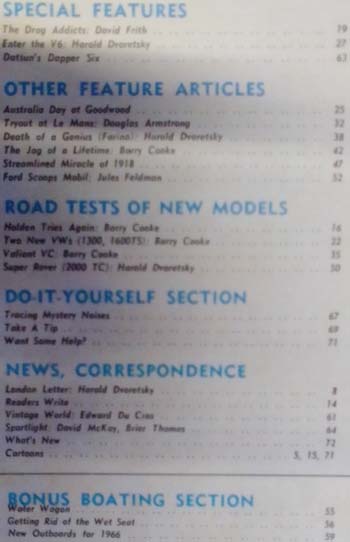 SPECIAL FEATURES
The Drag Addicts: David Frith 19
Enter the V6: Harold Dvoretsky 27
Datsun's Dapper Six 63
OTHER FEATURE ARTICLES
Australia Day at Goodwood 25
Tryout at Le Mans: Douglas Armstrong 32
Death of a Genius (Farina): Harold Dvoretsky 38
The Jag of a Lifetime: Barry Cooke 42
Streamlined Miracle of 1918 47
Ford Scoops Mobil: Jules Feldman 52
ROAD TESTS OF NEW MODELS
Holden Tries Again: Barry Cooke 16
Two New VWs (1300, 1600TS): Barry Cooke 22
Valiant VC: Barry Cooke 35
Super Rover (2000 TC): Harold Dvoretsky 50
DO-IT-YOURSELF SECTION
Tracing Mystery Noises 67
Take A Tip 69
Want Some Help? 71
NEWS, CORRESPONDENCE
London Letter: Harold Dvoretsky 8
Readers Write 14
Vintage World: Edward Du Cros 61
Sportlight: David McKay, Brier Thomas 64
What's New 72
Cartoons 5, 15, 71
BONUS BOATING SECTION
Water Wagon 55
Getting Rid of the Wet Seat 56
New Outboards for 1966 59